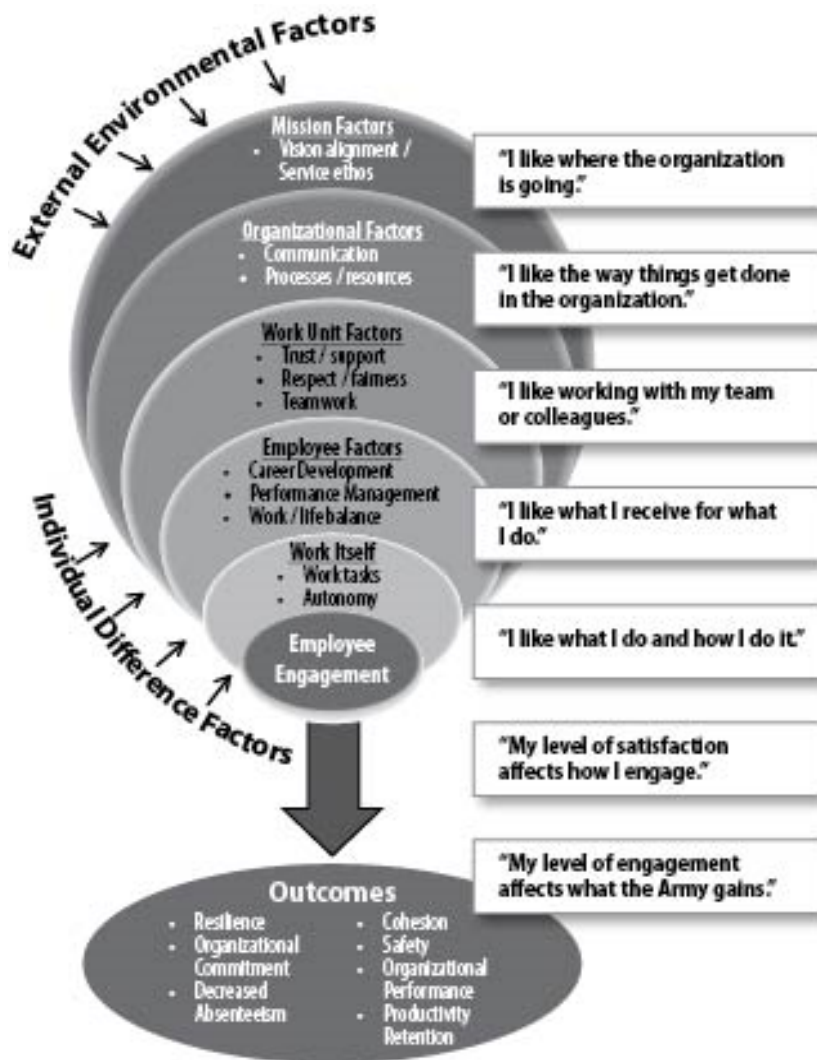 External Environmental Factors
Mission Factors
• Vision alignment /
Service ethos
"I like where the organization
is going."
Organizational Factors
• Communication
• Processes / resources
"I like the way things get done
in the organization."
Work Unit Factors
• Trust / support
• Respect / fairness
• Teamwork
"I like working with my team
or colleagues."
Employee Factors
• Career Development
• Performance Management
• Work / life balance
"I like what I receive for what
I do."
Individual Difference Factors
Work Itself
• Work tasks
• Autonomy
"I like what I do and how I do it."
Employee
Engagement
"My level of satisfaction
affects how I engage."
"My level of engagement
affects what the Army gains."
Outcomes
• Resilience
• Organizational
Commitment
• Decreased
Absenteeism
• Cohesion
• Safety
• Organizational
Performance
• Productivity
Retention